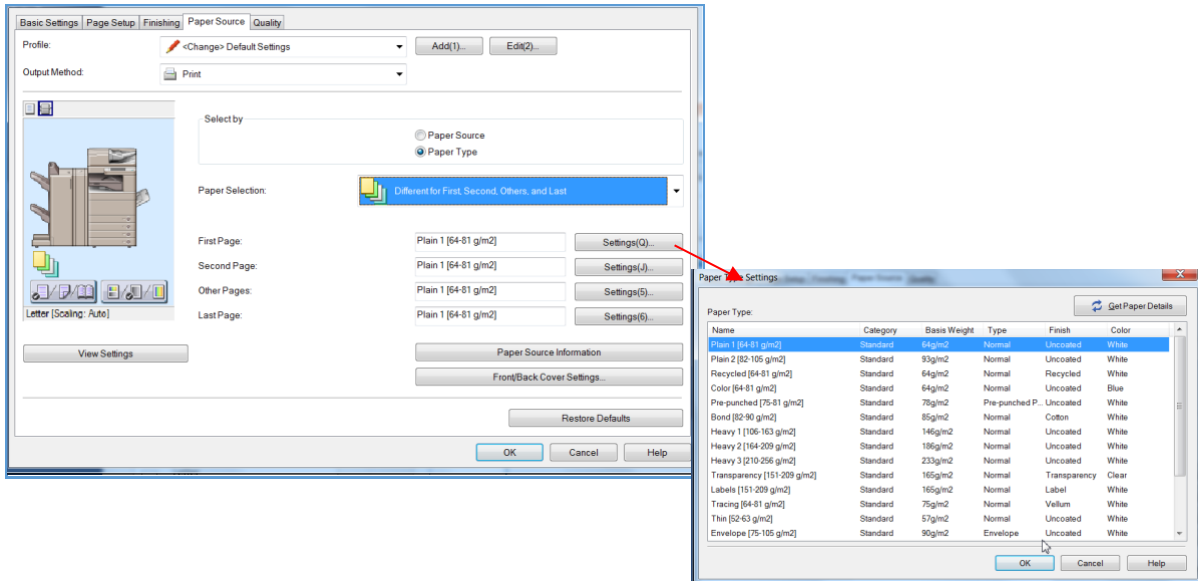 Basic Settings Page Setup Finishing Paper Source Quality
Profile: <Change> Default Settings Add(1)... Edit(2)...
Output Method: Print
Select by
Paper Source
Paper Type
Paper Selection: Different for First, Second, Others, and Last
First Page: Plain 1 [64-81 g/m2] Settings(Q)...
Second Page: Plain 1 [64-81 g/m2] Settings(J)...
Other Pages: Plain 1 [64-81 g/m2] Settings(5)...
Last Page: Plain 1 [64-81 g/m2] Settings(6)...
Letter [Scaling: Auto]
View Settings Paper Source Information
Front/Back Cover Settings...
Restore Defaults
OK Cancel Help
Paper Settings
Paper Type: Get Paper Details
Name Category Basis Weight Type Finish Color
Plain 1 [64-81 g/m2] Standard 64g/m2 Normal Uncoated White
Plain 2 [82-105 g/m2] Standard 93g/m2 Normal Uncoated White
Recycled [64-81 g/m2] Standard 64g/m2 Normal Recycled White
Color [64-81 g/m2] Standard 64g/m2 Normal Uncoated Blue
Pre-punched [75-81 g/m2] Standard 78g/m2 Pre-punched P... Uncoated White
Bond [82-90 g/m2] Standard 85g/m2 Normal Cotton White
Heavy 1 [106-163 g/m2] Standard 146g/m2 Normal Uncoated White
Heavy 2 [164-209 g/m2] Standard 186g/m2 Normal Uncoated White
Heavy 3 [210-256 g/m2] Standard 233g/m2 Normal Uncoated White
Transparency [151-209 g/m2] Standard 165g/m2 Normal Transparency Clear
Labels [151-209 g/m2] Standard 165g/m2 Normal Label White
Tracing [64-81 g/m2] Standard 75g/m2 Normal Vellum White
Thin [52-63 g/m2] Standard 57g/m2 Normal Uncoated White
Envelope [75-105 g/m2] Standard 90g/m2 Envelope Uncoated White
OK Cancel Help